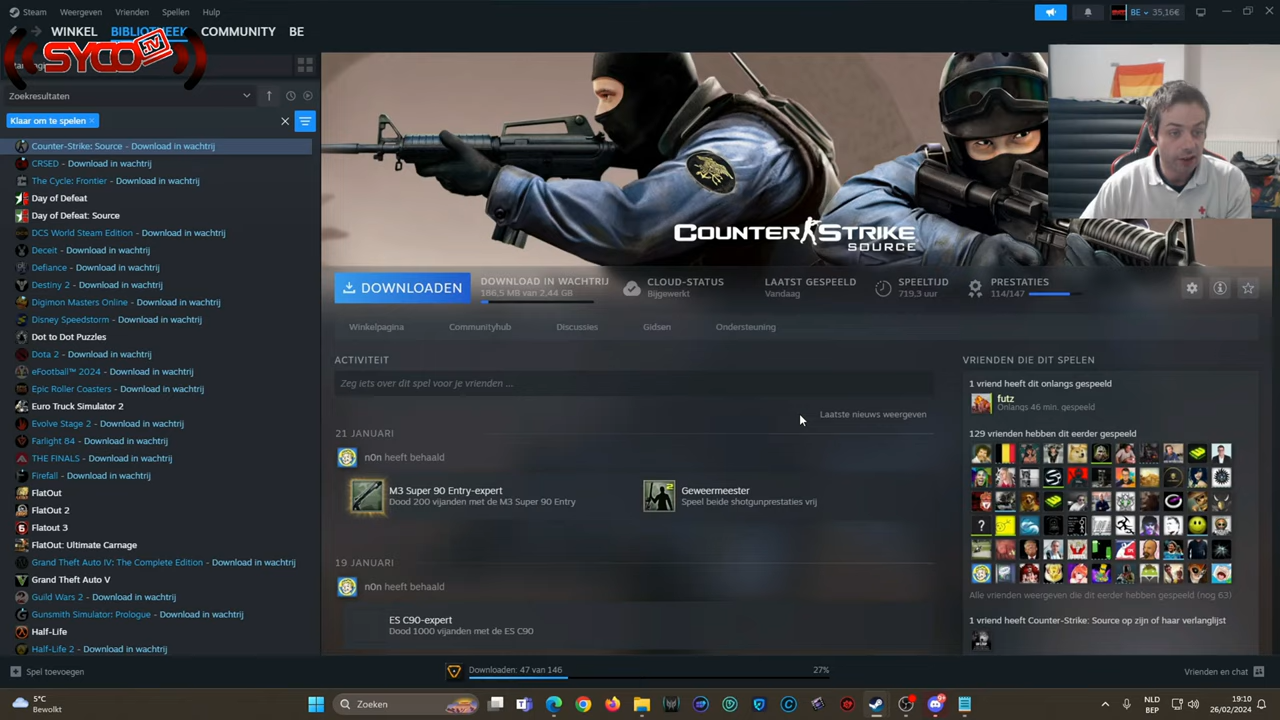 Steam Weergeven Vrienden Spellen Hulp
BE 35,16€
WINKEL BIBLIOTHEEK COMMUNITY BE
SYCO TV
Zoekresultaten
Klaar om te spelen ×
Counter-Strike: Source - Download in wachtrij
CRSED - Download in wachtrij
The Cycle: Frontier - Download in wachtrij
Day of Defeat
Day of Defeat: Source
DCS World Steam Edition - Download in wachtrij
Deceit - Download in wachtrij
Defiance - Download in wachtrij
Destiny 2 - Download in wachtrij
Digimon Masters Online - Download in wachtrij
Disney Speedstorm - Download in wachtrij
Dot to Dot Puzzles
Dota 2 - Download in wachtrij
eFootball™ 2024 - Download in wachtrij
Epic Roller Coasters - Download in wachtrij
Euro Truck Simulator 2
Evolve Stage 2 - Download in wachtrij
Farlight 84 - Download in wachtrij
THE FINALS - Download in wachtrij
Firefall - Download in wachtrij
FlatOut
FlatOut 2
Flatout 3
FlatOut: Ultimate Carnage
Grand Theft Auto IV: The Complete Edition - Download in wachtrij
Grand Theft Auto V
Guild Wars 2 - Download in wachtrij
Gunsmith Simulator: Prologue - Download in wachtrij
Half-Life
Half-Life 2 - Download in wachtrij
COUNTER STRIKE
SOURCE
DOWNLOADEN
DOWNLOAD IN WACHTRIJ
186,5 MB van 2,44 GB
CLOUD-STATUS
Bijgewerkt
LAATST GESPEELD
Vandaag
SPEELTIJD
719,3 uur
PRESTATIES
114/147
Winkelpagina Communityhub Discussies Gidsen Ondersteuning
ACTIVITEIT
Zeg iets over dit spel voor je vrienden ...
Laatste nieuws weergeven
21 JANUARI
n0n heeft behaald
M3 Super 90 Entry-expert
Dood 200 vijanden met de M3 Super 90 Entry
Geweermeester
Speel beide shotgunprestaties vrij
19 JANUARI
n0n heeft behaald
ES C90-expert
Dood 1000 vijanden met de ES C90
VRIENDEN DIE DIT SPELEN
1 vriend heeft dit onlangs gespeeld
futz
Onlangs 46 min. gespeeld
129 vrienden hebben dit eerder gespeeld
Alle vrienden weergeven die dit eerder hebben gespeeld (nog 63)
1 vriend heeft Counter-Strike: Source op zijn of haar verlanglijst
Spel toevoegen
Downloaden: 47 van 146
27%
Vrienden en chat
5°C
Bewolkt
Zoeken
NLD
BEP
19:10
26/02/2024